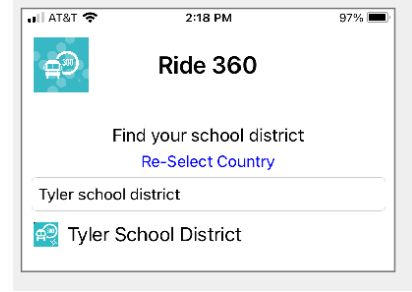 AT&T 2:18 PM 97%
360
Ride 360
Find your school district
Re-Select Country
Tyler school district
Tyler School District